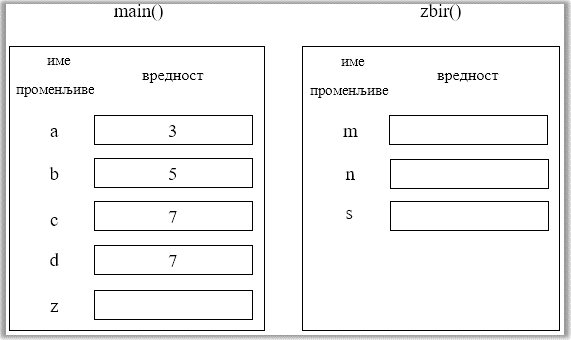 main() zbir()
име
променљиве вредност
a 3
b 5
c 7
d 7
z
име
променљиве вредност
m
n
s